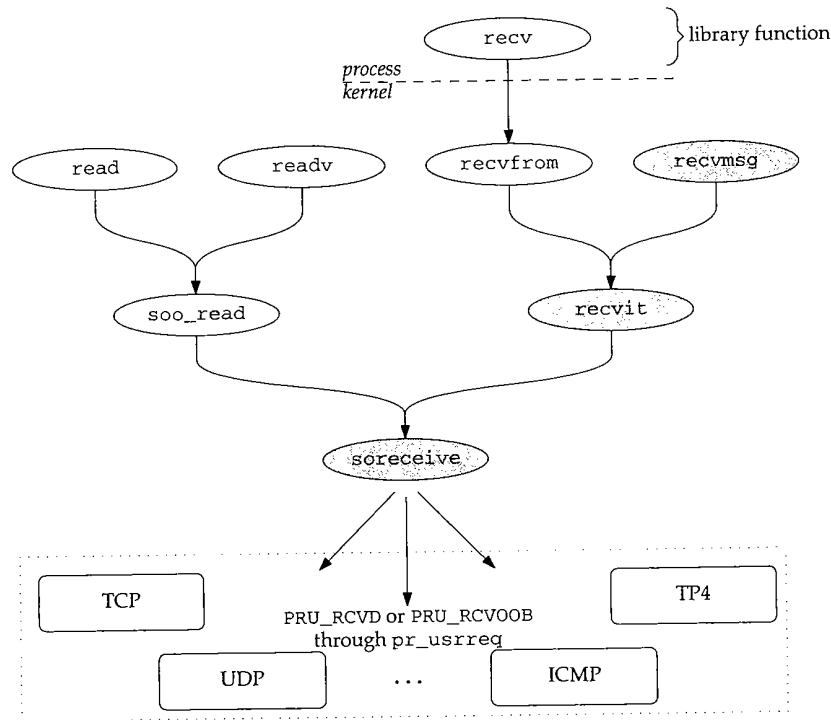 recv
library function
process
kernel
read
readv
recvfrom
recvmsg
soo_read
recvit
soreceive
TCP
TP4
PRU_RCVD or PRU_RCVOOB
through pr_usrreq
UDP
...
ICMP